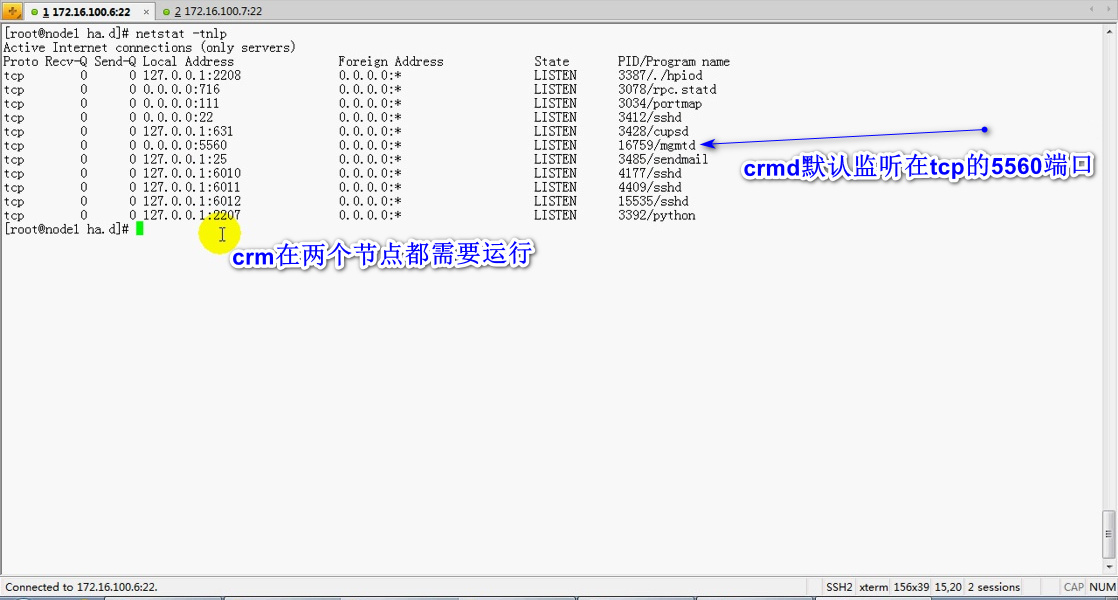 1 172.16.100.6:22 × 2 172.16.100.7:22
[root@node1 ha.d]# netstat -tnlp
Active Internet connections (only servers)
Proto Recv-Q Send-Q Local Address Foreign Address State PID/Program name
tcp 0 0 127.0.0.1:2208 0.0.0.0:* LISTEN 3387/./hpiod
tcp 0 0 0.0.0.0:716 0.0.0.0:* LISTEN 3078/rpc.statd
tcp 0 0 0.0.0.0:111 0.0.0.0:* LISTEN 3034/portmap
tcp 0 0 0.0.0.0:22 0.0.0.0:* LISTEN 3412/sshd
tcp 0 0 127.0.0.1:631 0.0.0.0:* LISTEN 3428/cupsd
tcp 0 0 0.0.0.0:5560 0.0.0.0:* LISTEN 16759/mgmtd
tcp 0 0 127.0.0.1:25 0.0.0.0:* LISTEN 3485/sendmail
crmd默认监听在tcp的5560端口
tcp 0 0 127.0.0.1:6010 0.0.0.0:* LISTEN 4177/sshd
tcp 0 0 127.0.0.1:6011 0.0.0.0:* LISTEN 4409/sshd
tcp 0 0 127.0.0.1:6012 0.0.0.0:* LISTEN 15535/sshd
tcp 0 0 127.0.0.1:2207 0.0.0.0:* LISTEN 3392/python
[root@node1 ha.d]#
crm在两个节点都需要运行
Connected to 172.16.100.6:22. SSH2 xterm 156x39 15,20 2 sessions CAP NUM